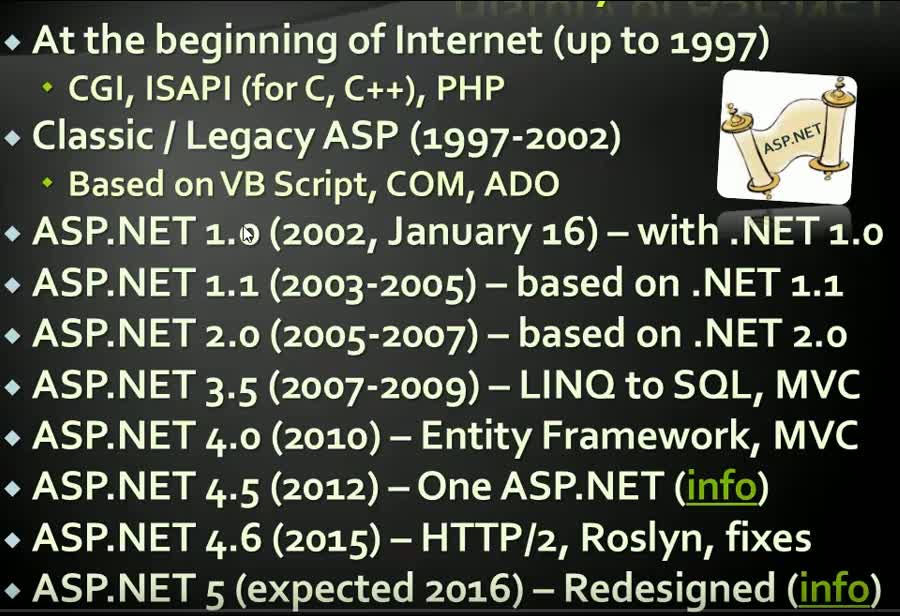 At the beginning of Internet (up to 1997)
CGI, ISAPI (for C, C++), PHP
Classic / Legacy ASP (1997-2002)
Based on VB Script, COM, ADO
ASP.NET
ASP.NET 1.0 (2002, January 16) – with .NET 1.0
ASP.NET 1.1 (2003-2005) – based on .NET 1.1
ASP.NET 2.0 (2005-2007) – based on .NET 2.0
ASP.NET 3.5 (2007-2009) – LINQ to SQL, MVC
ASP.NET 4.0 (2010) – Entity Framework, MVC
ASP.NET 4.5 (2012) – One ASP.NET (info)
ASP.NET 4.6 (2015) – HTTP/2, Roslyn, fixes
ASP.NET 5 (expected 2016) – Redesigned (info)